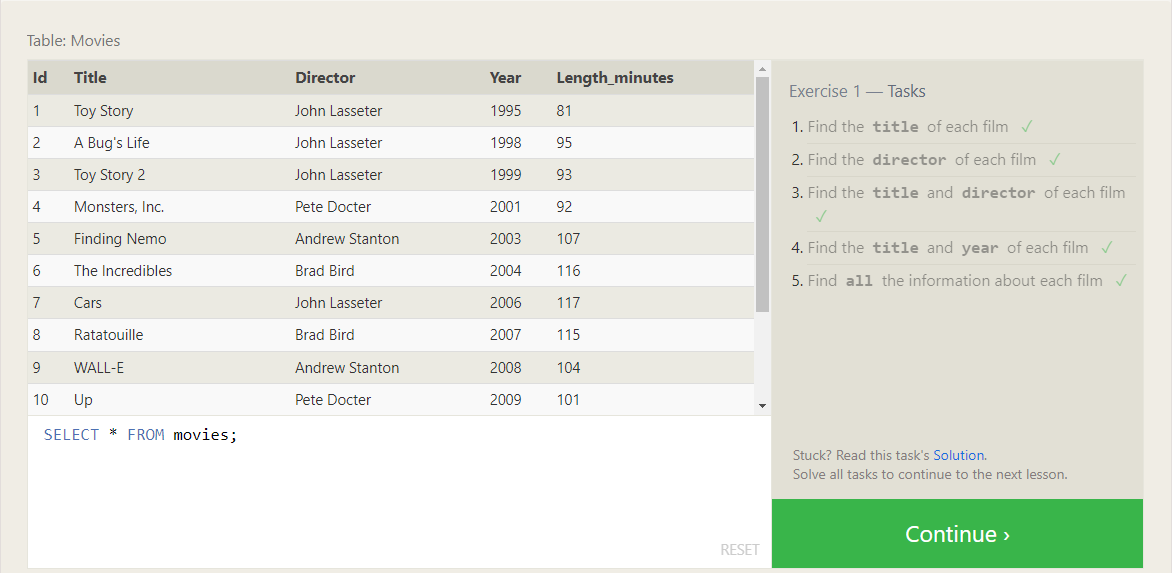 Table: Movies
Id Title Director Year Length_minutes
1 Toy Story John Lasseter 1995 81
2 A Bug's Life John Lasseter 1998 95
3 Toy Story 2 John Lasseter 1999 93
4 Monsters, Inc. Pete Docter 2001 92
5 Finding Nemo Andrew Stanton 2003 107
6 The Incredibles Brad Bird 2004 116
7 Cars John Lasseter 2006 117
8 Ratatouille Brad Bird 2007 115
9 WALL-E Andrew Stanton 2008 104
10 Up Pete Docter 2009 101
SELECT * FROM movies;
RESET
Exercise 1 — Tasks
1. Find the title of each film ✓
2. Find the director of each film ✓
3. Find the title and director of each film
✓
4. Find the title and year of each film ✓
5. Find all the information about each film ✓
Stuck? Read this task's Solution.
Solve all tasks to continue to the next lesson.
Continue ›